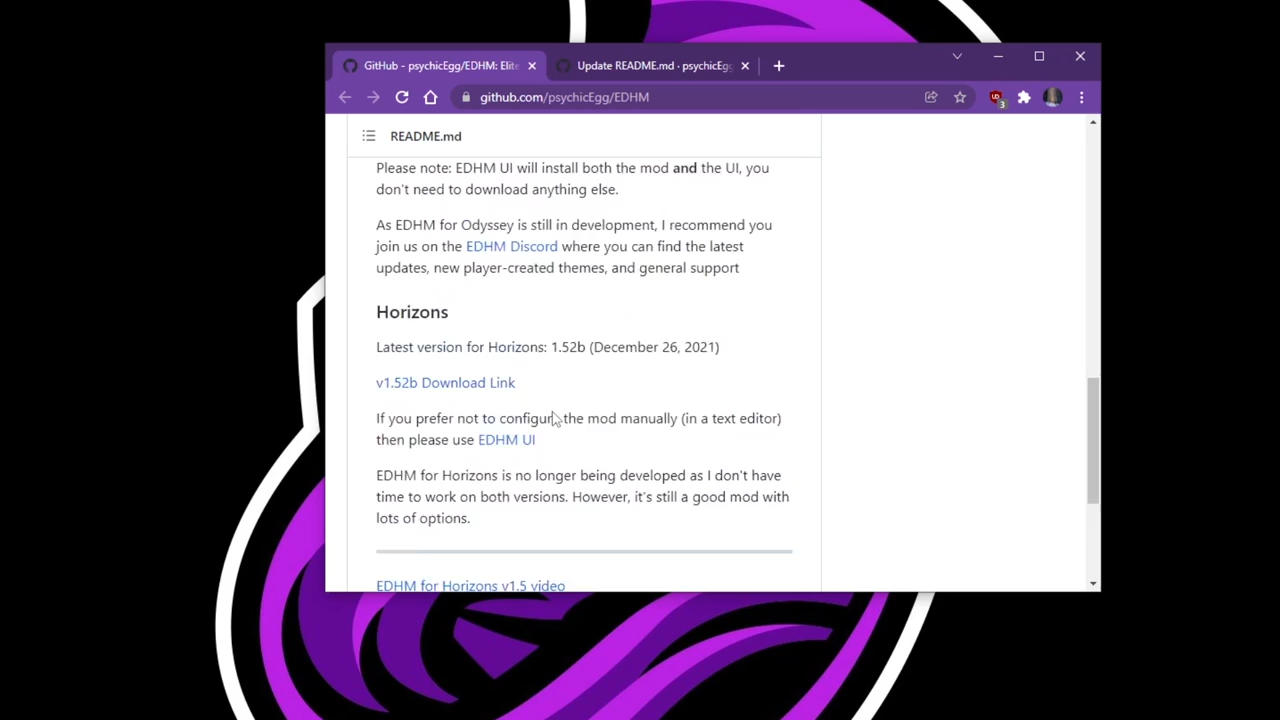 GitHub - psychicEgg/EDHM: Elite
Update README.md · psychicEgg
github.com/psychicEgg/EDHM
UD
3
README.md
Please note: EDHM UI will install both the mod and the UI, you
don't need to download anything else.
As EDHM for Odyssey is still in development, I recommend you
join us on the EDHM Discord where you can find the latest
updates, new player-created themes, and general support
Horizons
Latest version for Horizons: 1.52b (December 26, 2021)
v1.52b Download Link
If you prefer not to configure the mod manually (in a text editor)
then please use EDHM UI
EDHM for Horizons is no longer being developed as I don't have
time to work on both versions. However, it's still a good mod with
lots of options.
EDHM for Horizons v1.5 video